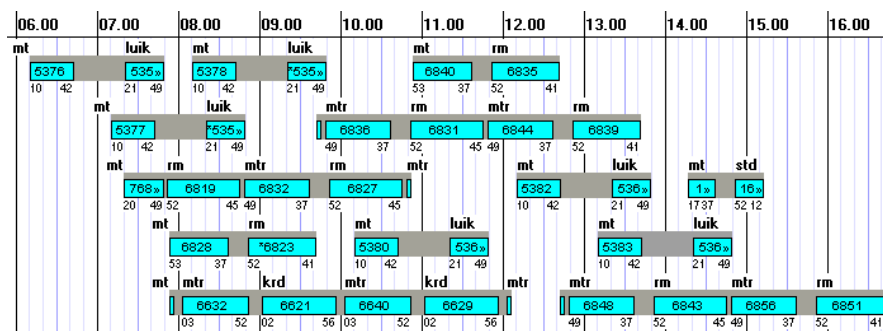 06.00 07.00 08.00 09.00 10.00 11.00 12.00 13.00 14.00 15.00 16.00
mt luik mt luik mt rm
5376 535» 5378 *535» 6840 6835
10 42 21 49 10 42 21 49 53 37 52 41
mt luik mtr rm mtr rm
5377 *535» 6836 6831 6844 6839
10 42 21 49 49 37 52 45 49 37 52 41
mt rm mtr rm mtr mt luik mt std
768» 6819 6832 6827 5382 536» 1» 16»
20 49 52 45 49 37 52 45 10 42 21 49 17 37 52 12
mt rm mt luik mt luik
6828 *6823 5380 536» 5383 536»
53 37 52 41 10 42 21 49 10 42 21 49
mt mtr krd mtr krd mt mtr rm mtr rm
6632 6621 6640 6629 6848 6843 6856 6851
03 52 02 56 03 52 02 56 49 37 52 45 49 37 52 41